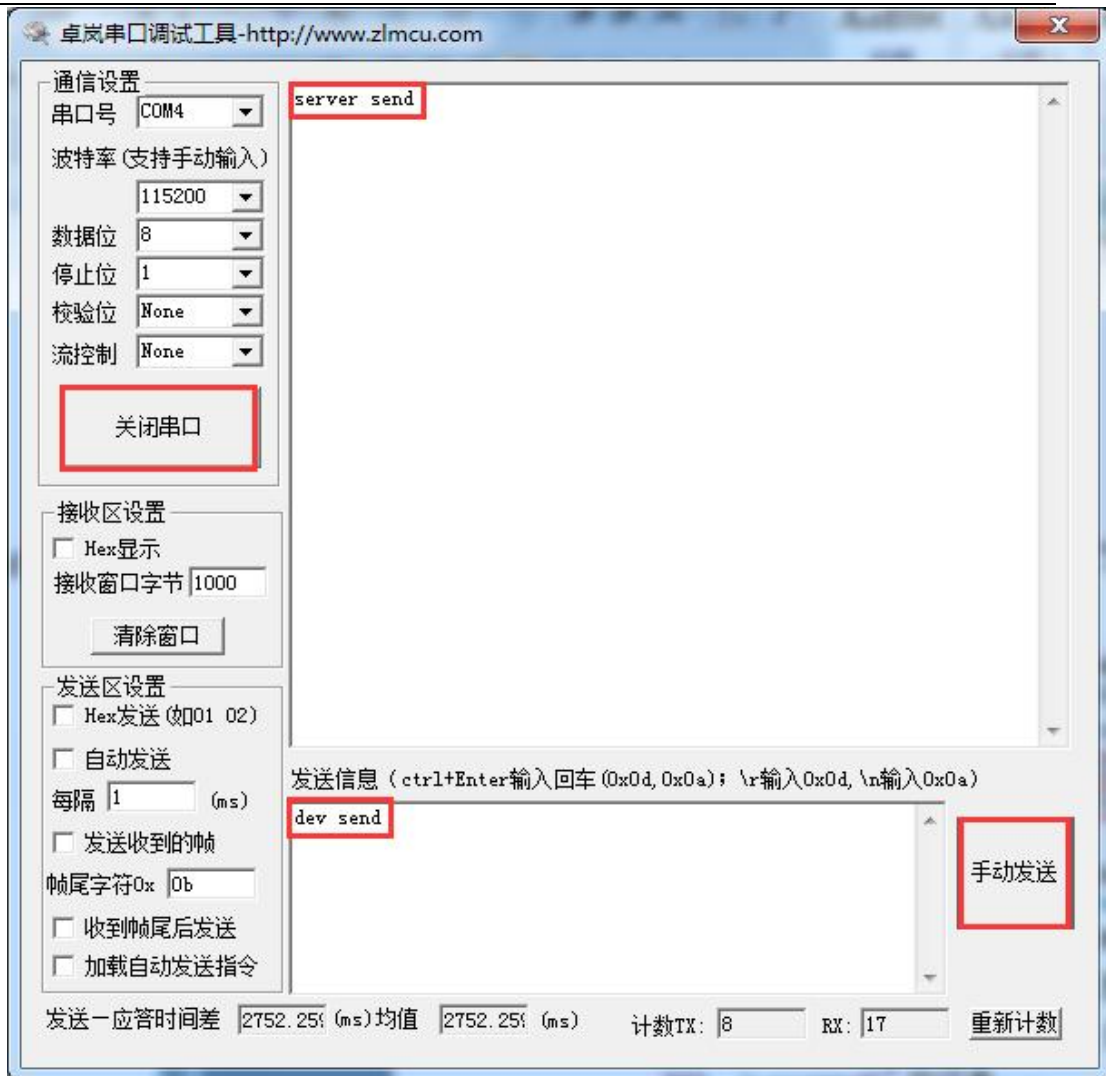 卓岚串口调试工具-http://www.zlmcu.com
通信设置
串口号 COM4
波特率(支持手动输入)
115200
数据位 8
停止位 1
校验位 None
流控制 None
关闭串口
接收区设置
Hex显示
接收窗口字节 1000
清除窗口
发送区设置
Hex发送(如01 02)
自动发送
每隔 1 (ms)
发送收到的帧
帧尾字符0x 0b
收到帧尾后发送
加载自动发送指令
server send
发送信息(ctrl+Enter输入回车(0x0d,0x0a); \r输入0x0d,\n输入0x0a)
dev send
手动发送
发送一应答时间差 2752.25 (ms)均值 2752.25 (ms) 计数TX: 8 RX: 17 重新计数